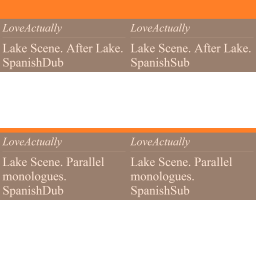 LoveActually LoveActually
Lake Scene. After Lake. Lake Scene. After Lake.
SpanishDub SpanishSub
LoveActually LoveActually
Lake Scene. Parallel Lake Scene. Parallel
monologues. monologues.
SpanishDub SpanishSub